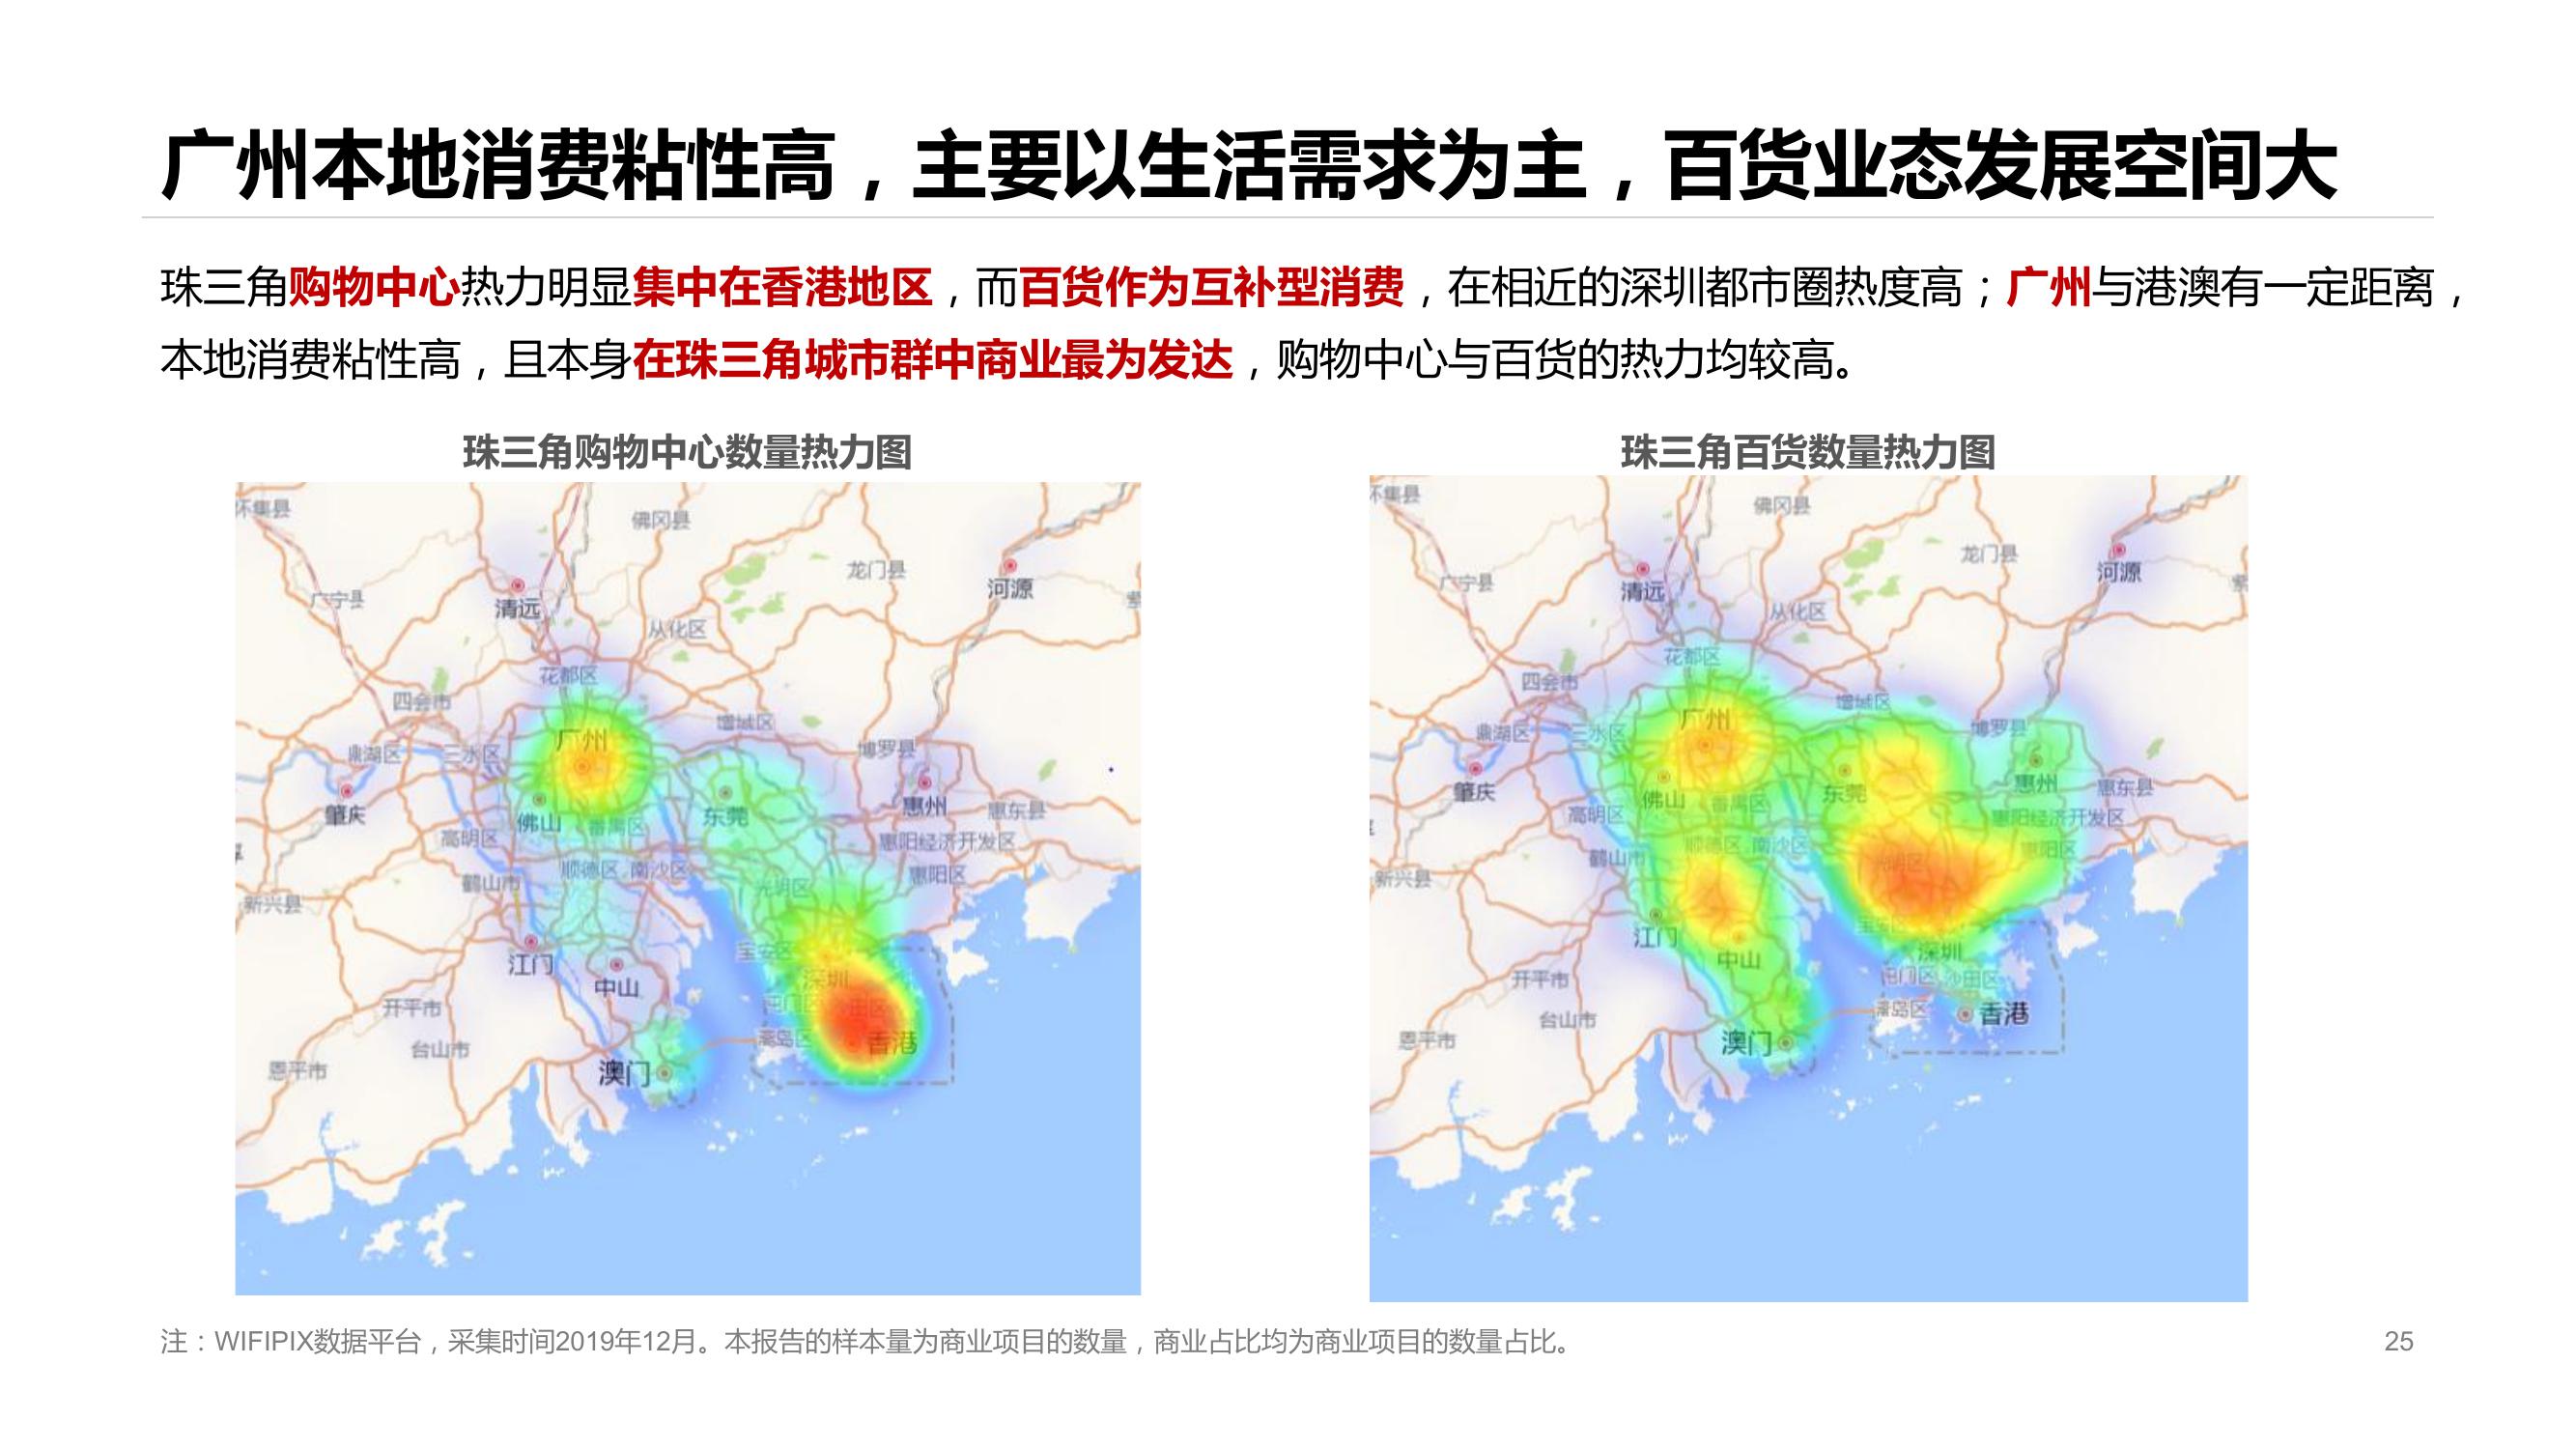 广州本地消费粘性高，主要以生活需求为主，百货业态发展空间大
珠三角购物中心热力明显集中在香港地区，而百货作为互补型消费，在相近的深圳都市圈热度高；广州与港澳有一定距离，
本地消费粘性高，且本身在珠三角城市群中商业最为发达，购物中心与百货的热力均较高。
珠三角购物中心数量热力图
怀集县
佛冈县
龙门县
河源
广宁县
清远
从化区
花都区
四会市
增城区
广州
鼎湖区
三水区
博罗县
肇庆
惠州
惠东县
佛山
番禺区
东莞
高明区
惠阳经济开发区
顺德区
南沙区
鹤山市
光明区
惠阳区
新兴县
宝安区
江门
深圳
中山
开平市
香港
台山市
恩平市
澳门
珠三角百货数量热力图
怀集县
佛冈县
龙门县
河源
广宁县
清远
从化区
花都区
四会市
增城区
广州
鼎湖区
三水区
博罗县
肇庆
佛山
番禺区
东莞
惠州
惠东县
高明区
惠阳经济开发区
顺德区
南沙区
鹤山市
惠阳区
新兴县
江门
深圳
中山
屯门区
沙田区
开平市
离岛区
香港
台山市
恩平市
澳门
注：WIFIPIX数据平台，采集时间2019年12月。本报告的样本量为商业项目的数量，商业占比均为商业项目的数量占比。
25